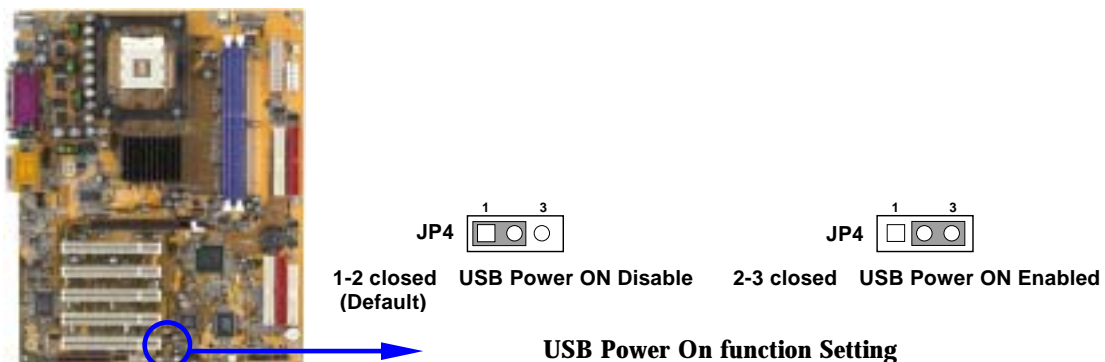 1 3
JP4
1-2 closed USB Power ON Disable
(Default)
1 3
JP4
2-3 closed USB Power ON Enabled
USB Power On function Setting